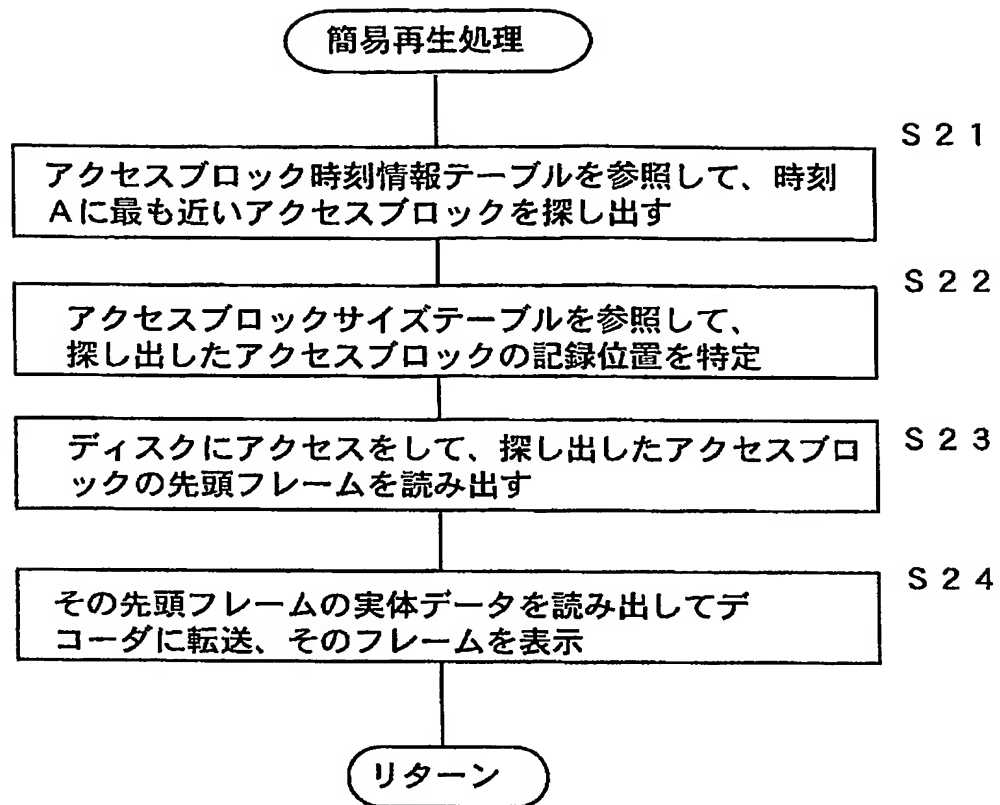 簡易再生処理
S21
アクセスブロック時刻情報テーブルを参照して、時刻
Aに最も近いアクセスブロックを探し出す
S22
アクセスブロックサイズテーブルを参照して、
探し出したアクセスブロックの記録位置を特定
S23
ディスクにアクセスをして、探し出したアクセスブロ
ックの先頭フレームを読み出す
S24
その先頭フレームの実体データを読み出してデ
コーダに転送、そのフレームを表示
リターン